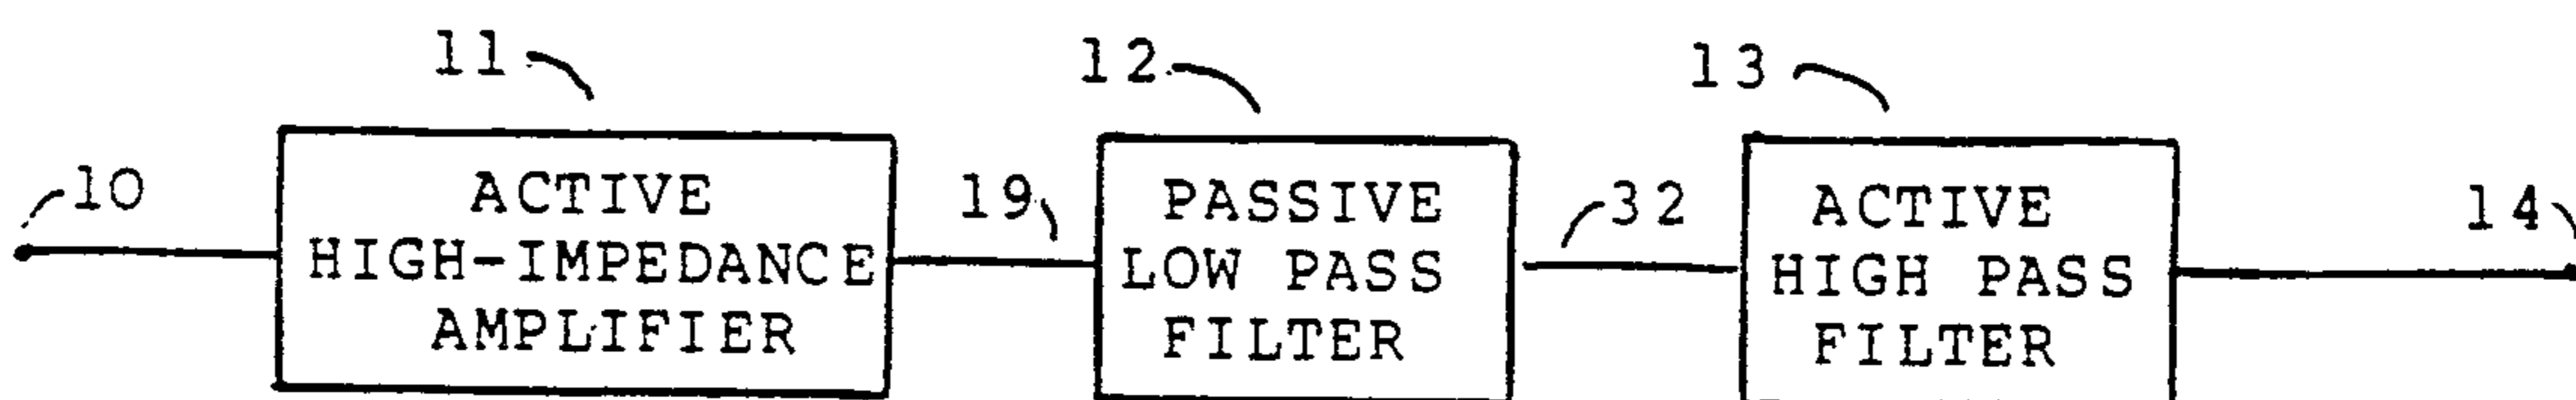 11
12
13
10
ACTIVE
HIGH-IMPEDANCE
AMPLIFIER
19
PASSIVE
LOW PASS
FILTER
32
ACTIVE
HIGH PASS
FILTER
14